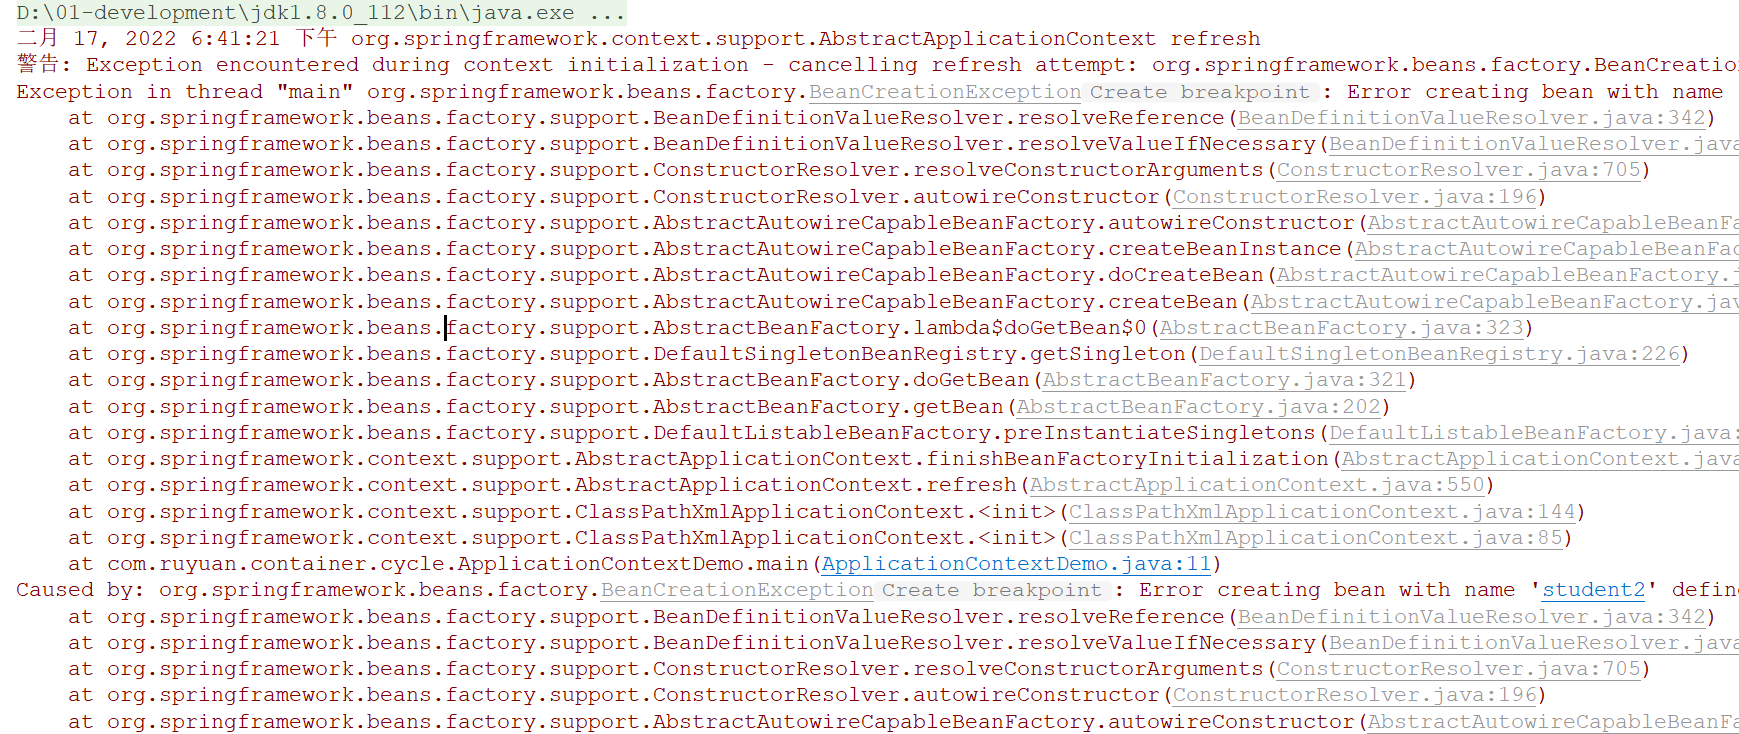 D:\01-development\jdk1.8.0_112\bin\java.exe ...
二月 17, 2022 6:41:21 下午 org.springframework.context.support.AbstractApplicationContext refresh
警告: Exception encountered during context initialization - cancelling refresh attempt: org.springframework.beans.factory.BeanCreatio
Exception in thread "main" org.springframework.beans.factory.BeanCreationException Create breakpoint : Error creating bean with name
at org.springframework.beans.factory.support.BeanDefinitionValueResolver.resolveReference(BeanDefinitionValueResolver.java:342)
at org.springframework.beans.factory.support.BeanDefinitionValueResolver.resolveValueIfNecessary(BeanDefinitionValueResolver.java
at org.springframework.beans.factory.support.ConstructorResolver.resolveConstructorArguments(ConstructorResolver.java:705)
at org.springframework.beans.factory.support.ConstructorResolver.autowireConstructor(ConstructorResolver.java:196)
at org.springframework.beans.factory.support.AbstractAutowireCapableBeanFactory.autowireConstructor(AbstractAutowireCapableBeanFa
at org.springframework.beans.factory.support.AbstractAutowireCapableBeanFactory.createBeanInstance(AbstractAutowireCapableBeanFac
at org.springframework.beans.factory.support.AbstractAutowireCapableBeanFactory.doCreateBean(AbstractAutowireCapableBeanFactory.j
at org.springframework.beans.factory.support.AbstractAutowireCapableBeanFactory.createBean(AbstractAutowireCapableBeanFactory.jav
at org.springframework.beans.factory.support.AbstractBeanFactory.lambda$doGetBean$0(AbstractBeanFactory.java:323)
at org.springframework.beans.factory.support.DefaultSingletonBeanRegistry.getSingleton(DefaultSingletonBeanRegistry.java:226)
at org.springframework.beans.factory.support.AbstractBeanFactory.doGetBean(AbstractBeanFactory.java:321)
at org.springframework.beans.factory.support.AbstractBeanFactory.getBean(AbstractBeanFactory.java:202)
at org.springframework.beans.factory.support.DefaultListableBeanFactory.preInstantiateSingletons(DefaultListableBeanFactory.java:
at org.springframework.context.support.AbstractApplicationContext.finishBeanFactoryInitialization(AbstractApplicationContext.java
at org.springframework.context.support.AbstractApplicationContext.refresh(AbstractApplicationContext.java:550)
at org.springframework.context.support.ClassPathXmlApplicationContext.<init>(ClassPathXmlApplicationContext.java:144)
at org.springframework.context.support.ClassPathXmlApplicationContext.<init>(ClassPathXmlApplicationContext.java:85)
at com.ruyuan.container.cycle.ApplicationContextDemo.main(ApplicationContextDemo.java:11)
Caused by: org.springframework.beans.factory.BeanCreationException Create breakpoint : Error creating bean with name 'student2' define
at org.springframework.beans.factory.support.BeanDefinitionValueResolver.resolveReference(BeanDefinitionValueResolver.java:342)
at org.springframework.beans.factory.support.BeanDefinitionValueResolver.resolveValueIfNecessary(BeanDefinitionValueResolver.java
at org.springframework.beans.factory.support.ConstructorResolver.resolveConstructorArguments(ConstructorResolver.java:705)
at org.springframework.beans.factory.support.ConstructorResolver.autowireConstructor(ConstructorResolver.java:196)
at org.springframework.beans.factory.support.AbstractAutowireCapableBeanFactory.autowireConstructor(AbstractAutowireCapableBeanFa